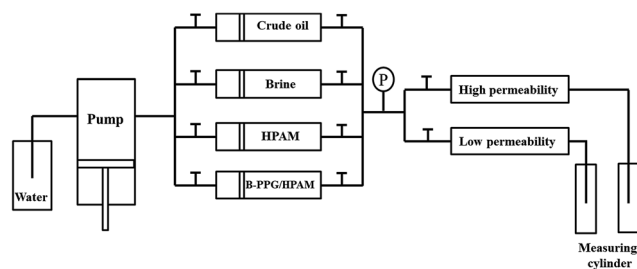 Crude oil
Brine
HPAM
B-PPG/HPAM
Pump
Water
P
High permeability
Low permeability
Measuring
cylinder